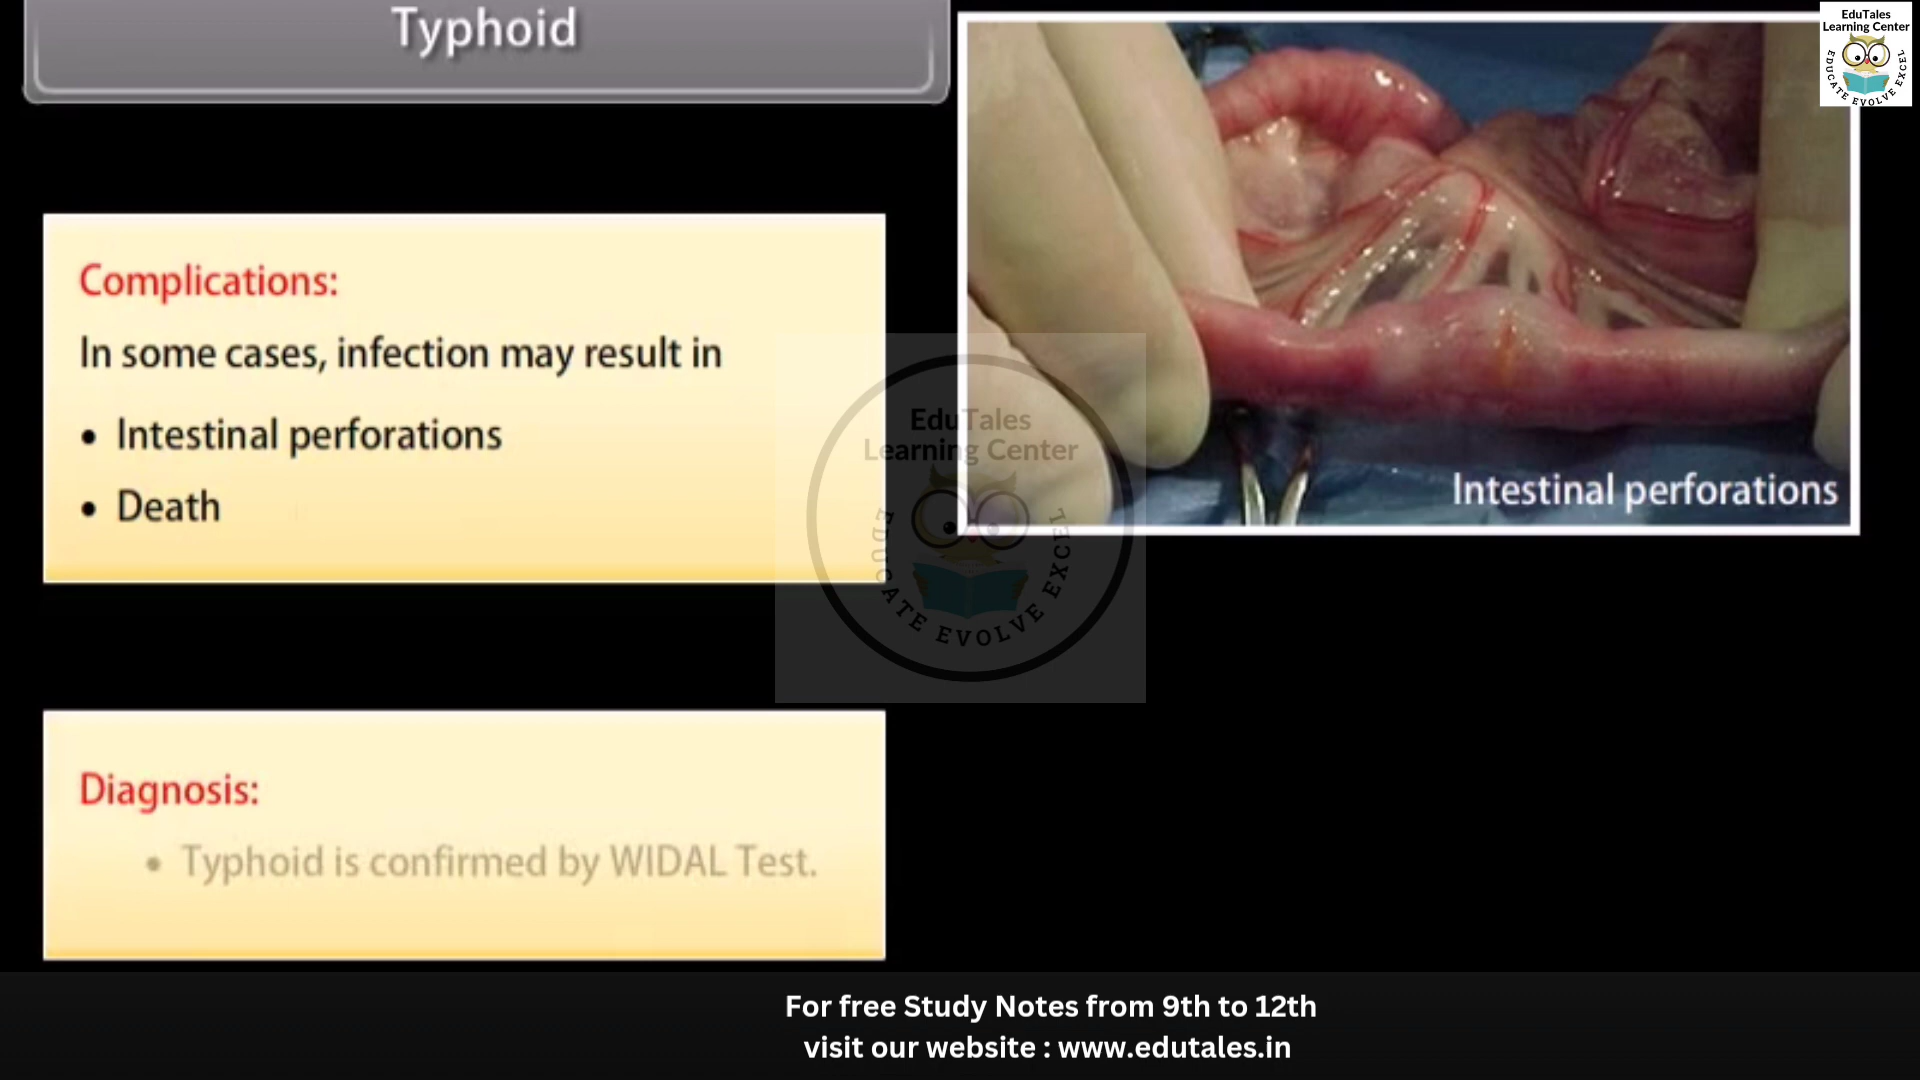 Typhoid
EduTales
Learning Center
EDUCATE EVOLVE EXCEL
Complications:
In some cases, infection may result in
• Intestinal perforations
• Death
Intestinal perforations
EduTales
Learning Center
EDUCATE EVOLVE EXCEL
Diagnosis:
• Typhoid is confirmed by WIDAL Test.
For free Study Notes from 9th to 12th
visit our website : www.edutales.in